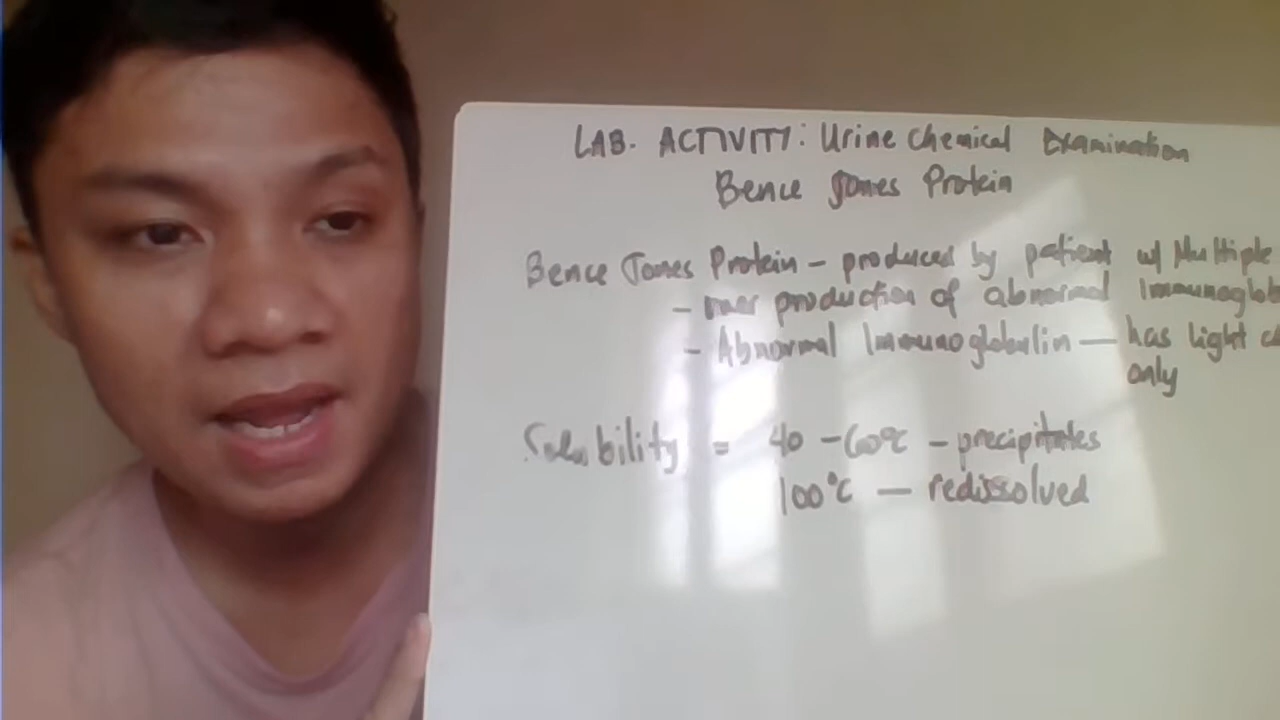 LAB. ACTIVITY: Urine Chemical Examination
Bence Jones Protein
Bence Jones Protein – produced by patient w/ Multiple
- over production of abnormal Immunoglob
- Abnormal Immunoglobulin — has light c
only
Solubility = 40 - 60°C – precipitates
100°C — redissolved